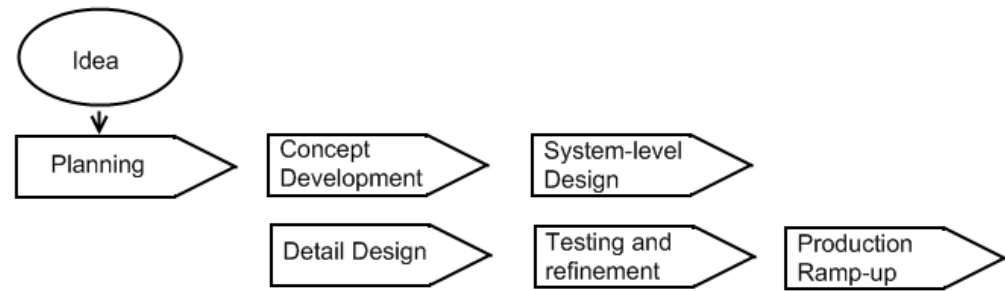 Idea
Planning
Concept
Development
System-level
Design
Detail Design
Testing and
refinement
Production
Ramp-up